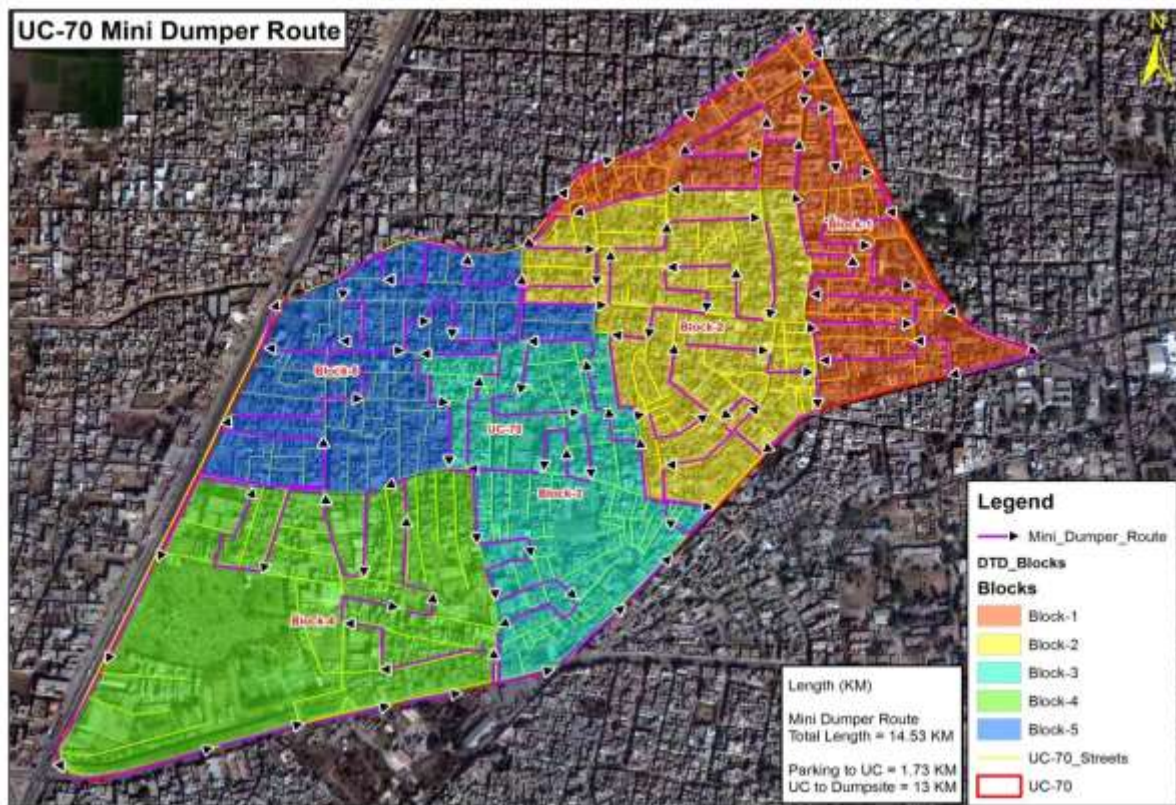 UC-70 Mini Dumper Route
N
Block-1
Block-2
Block-5
UC-70
Block-3
Block-4
Legend
Mini_Dumper_Route
DTD_Blocks
Blocks
Block-1
Block-2
Block-3
Block-4
Block-5
UC-70_Streets
UC-70
Length (KM)
Mini Dumper Route
Total Length = 14.53 KM
Parking to UC = 1.73 KM
UC to Dumpsite = 13 KM